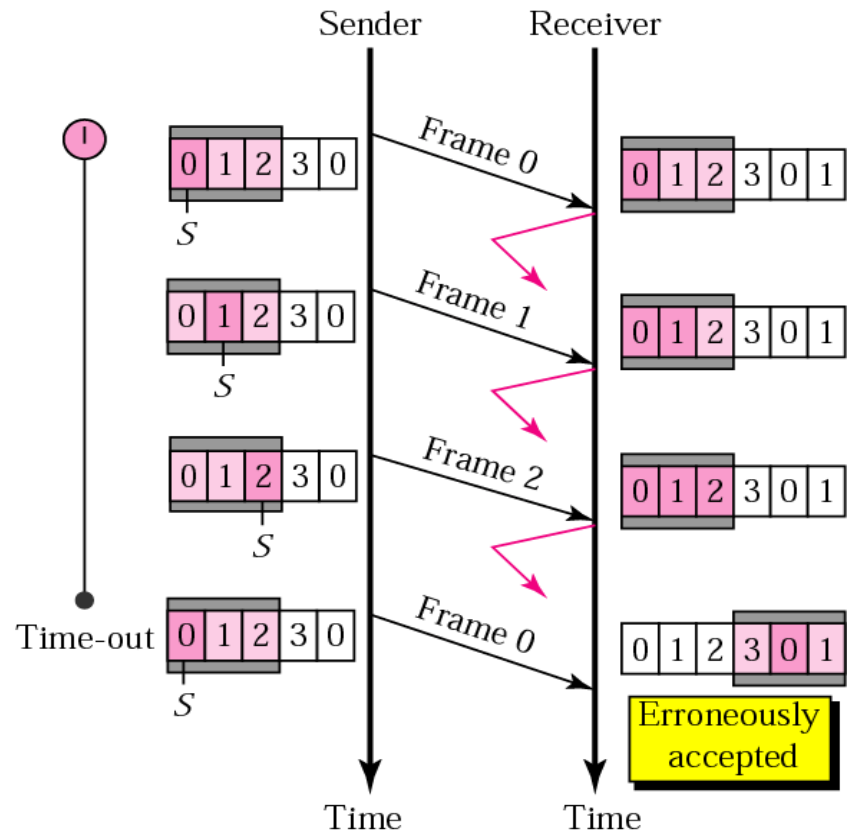 Sender Receiver
Frame 0
0 1 2 3 0
0 1 2 3 0 1
S
Frame 1
0 1 2 3 0
0 1 2 3 0 1
S
Frame 2
0 1 2 3 0
0 1 2 3 0 1
S
Frame 0
Time-out
0 1 2 3 0
0 1 2 3 0 1
S
Erroneously
accepted
Time Time